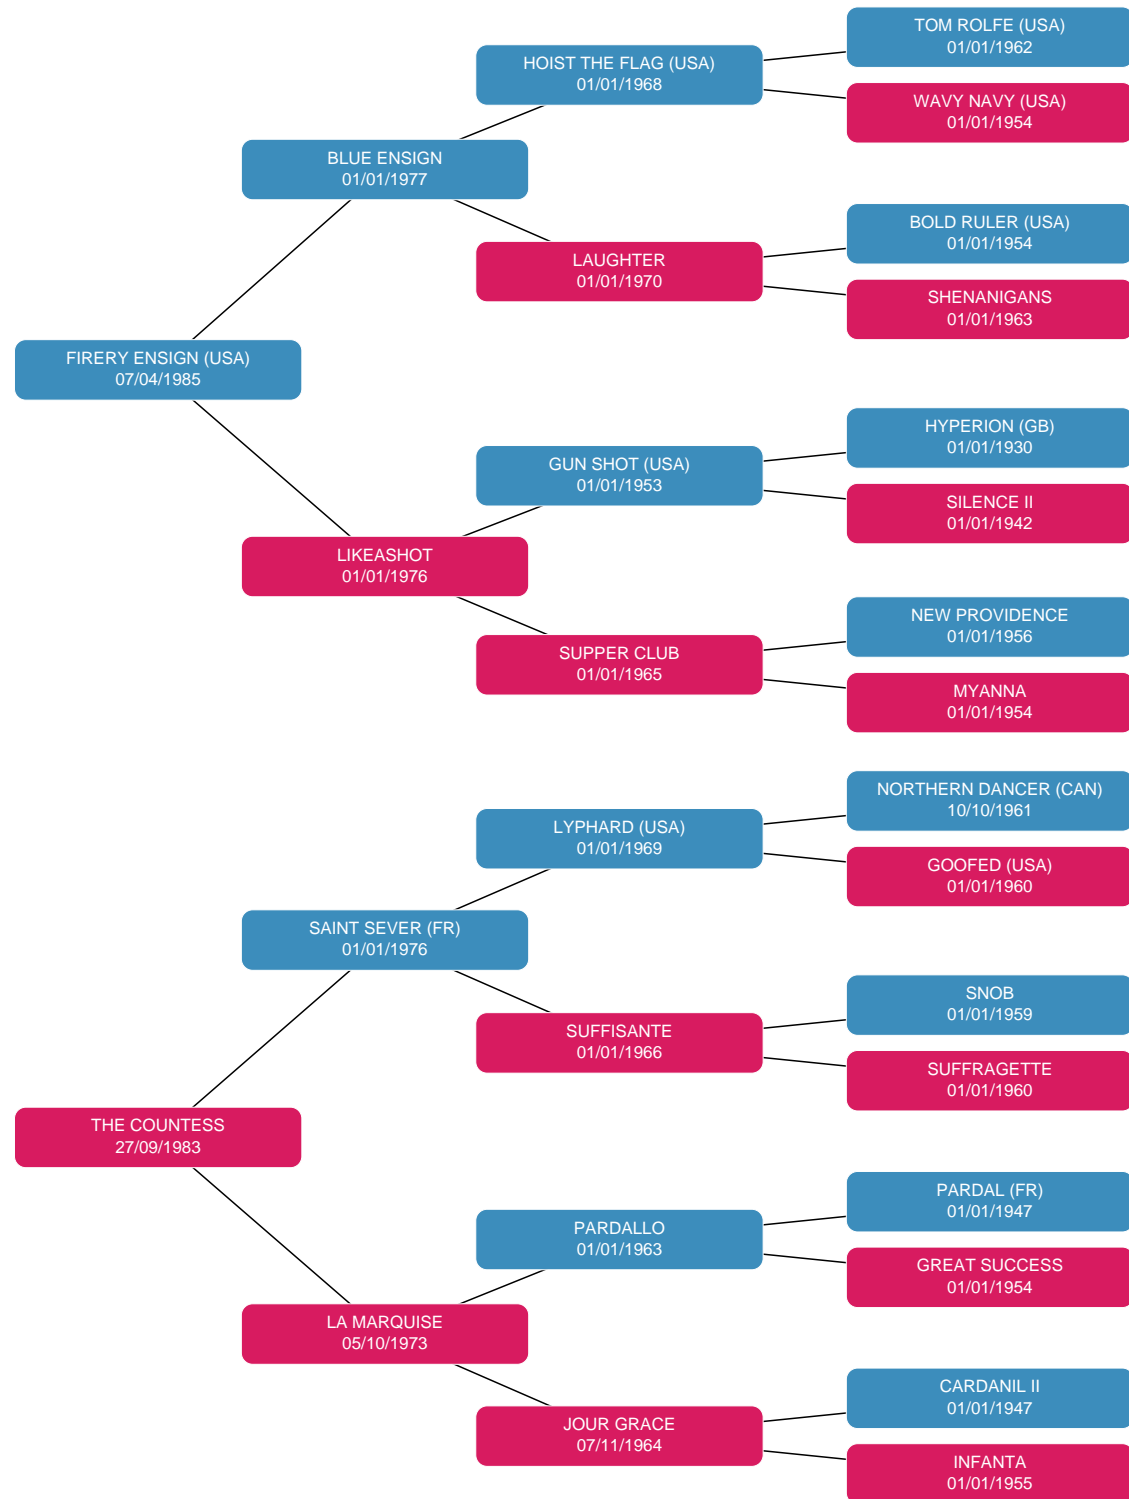 TOM ROLFE (USA)
01/01/1962
HOIST THE FLAG (USA)
01/01/1968
WAVY NAVY (USA)
01/01/1954
BLUE ENSIGN
01/01/1977
BOLD RULER (USA)
01/01/1954
LAUGHTER
01/01/1970
SHENANIGANS
01/01/1963
FIRERY ENSIGN (USA)
07/04/1985
HYPERION (GB)
01/01/1930
GUN SHOT (USA)
01/01/1953
SILENCE II
01/01/1942
LIKEASHOT
01/01/1976
NEW PROVIDENCE
01/01/1956
SUPPER CLUB
01/01/1965
MYANNA
01/01/1954
NORTHERN DANCER (CAN)
10/10/1961
LYPHARD (USA)
01/01/1969
GOOFED (USA)
01/01/1960
SAINT SEVER (FR)
01/01/1976
SNOB
01/01/1959
SUFFISANTE
01/01/1966
SUFFRAGETTE
01/01/1960
THE COUNTESS
27/09/1983
PARDAL (FR)
01/01/1947
PARDALLO
01/01/1963
GREAT SUCCESS
01/01/1954
LA MARQUISE
05/10/1973
CARDANIL II
01/01/1947
JOUR GRACE
07/11/1964
INFANTA
01/01/1955